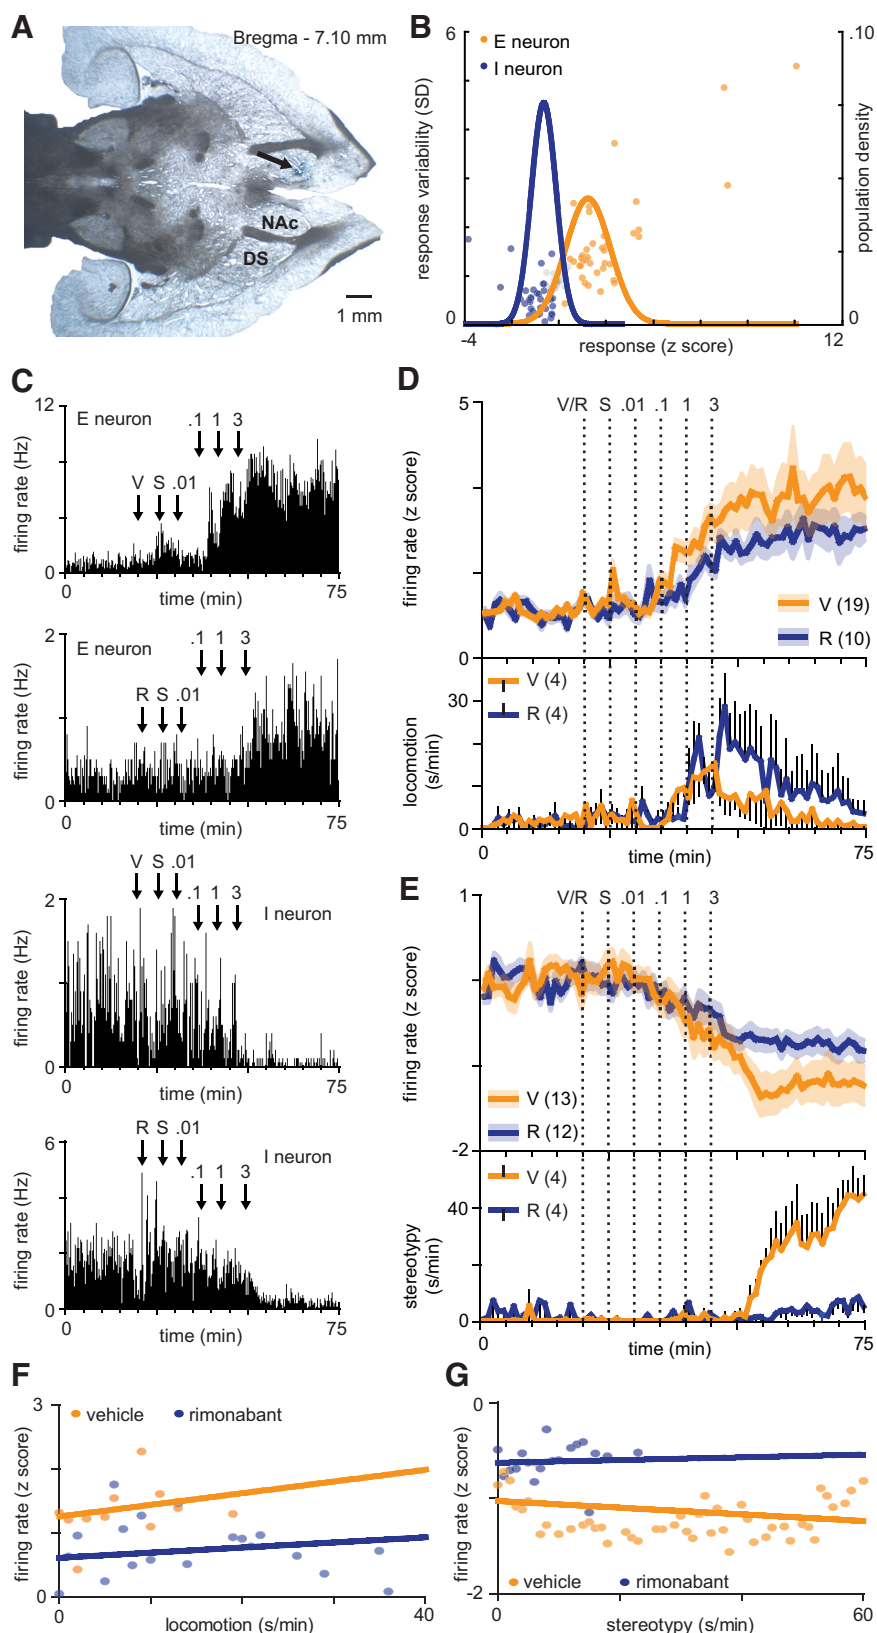 A
Bregma - 7.10 mm
NAc
DS
1 mm
B
6
response variability (SD)
0
E neuron
I neuron
.10
population density
0
-4
response (z score)
12
C
12
firing rate (Hz)
0
E neuron
.1 1 3
V S .01
0
time (min)
75
2
firing rate (Hz)
0
E neuron
.1 1 3
R S .01
0
time (min)
75
V S .01
.1 1 3
2
firing rate (Hz)
0
I neuron
0
time (min)
75
R S .01
.1 1 3
6
firing rate (Hz)
0
I neuron
0
time (min)
75
D
V/R S .01 .1 1 3
5
firing rate (z score)
0
V (19)
R (10)
V (4)
R (4)
30
locomotion
(s/min)
0
0
time (min)
75
E
V/R S .01 .1 1 3
1
firing rate (z score)
-2
V (13)
R (12)
V (4)
R (4)
40
stereotypy
(s/min)
0
0
time (min)
75
F
3
firing rate (z score)
0
vehicle
rimonabant
0
locomotion (s/min)
40
G
0
firing rate (z score)
-2
vehicle
rimonabant
0
stereotypy (s/min)
60